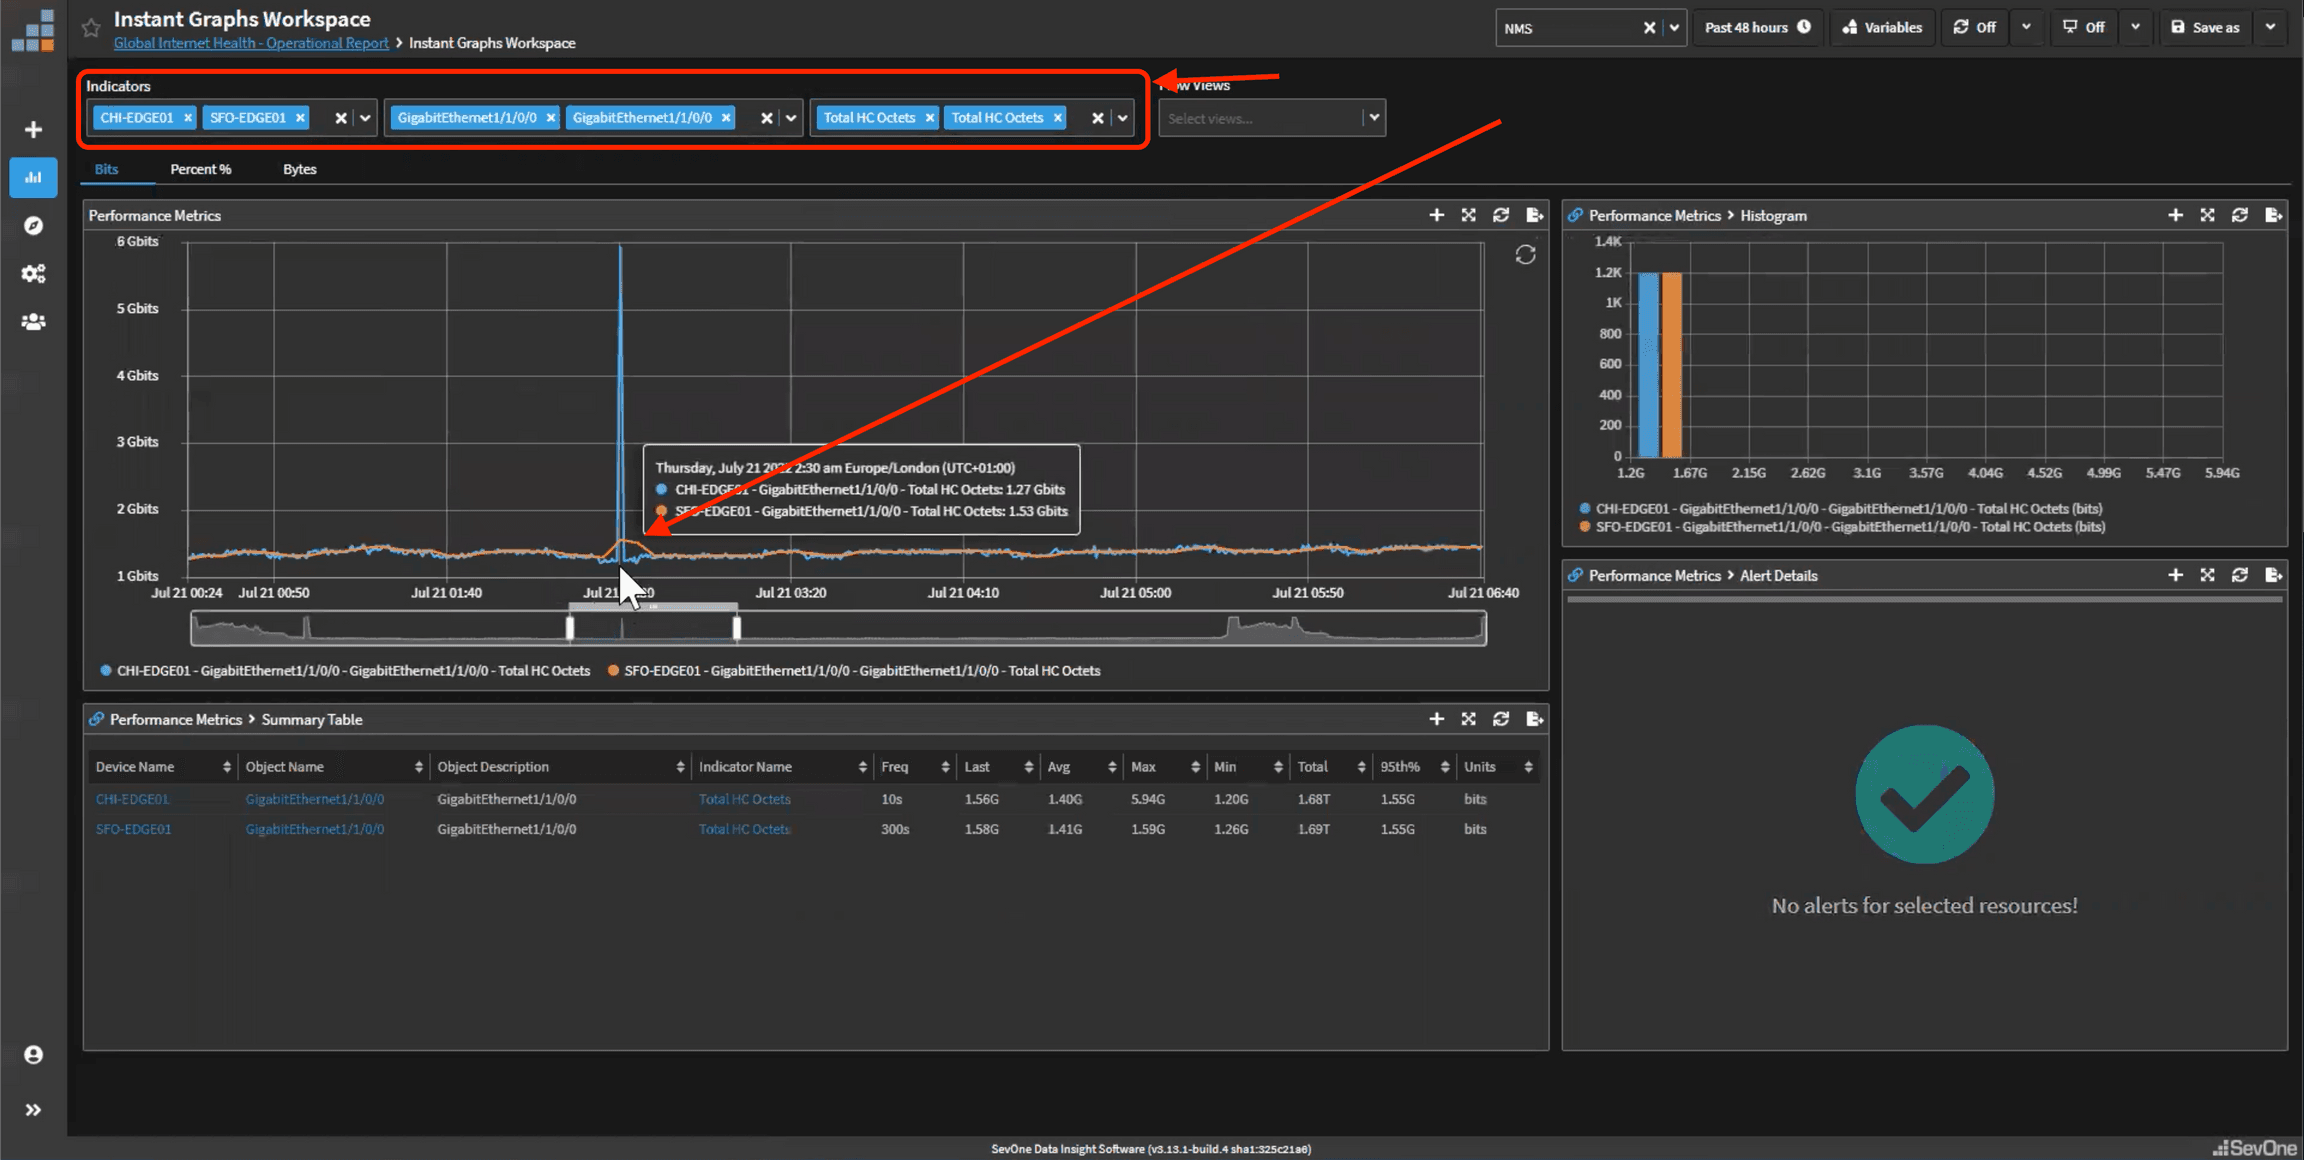 Instant Graphs Workspace
Global Internet Health - Operational Report > Instant Graphs Workspace
NMS
Past 48 hours
Variables
Off
Off
Save as
Indicators
CHI-EDGE01 × SFO-EDGE01 ×
GigabitEthernet1/1/0/0 × GigabitEthernet1/1/0/0 ×
Total HC Octets × Total HC Octets ×
Views
Select views...
Bits
Percent %
Bytes
Performance Metrics
6 Gbits
5 Gbits
4 Gbits
3 Gbits
2 Gbits
1 Gbits
Thursday, July 21 2022 2:30 am Europe/London (UTC+01:00)
CHI-EDGE01 - GigabitEthernet1/1/0/0 - Total HC Octets: 1.27 Gbits
SFO-EDGE01 - GigabitEthernet1/1/0/0 - Total HC Octets: 1.53 Gbits
Jul 21 00:24 Jul 21 00:50 Jul 21 01:40 Jul 21 Jul 21 03:20 Jul 21 04:10 Jul 21 05:00 Jul 21 05:50 Jul 21 06:40
CHI-EDGE01 - GigabitEthernet1/1/0/0 - GigabitEthernet1/1/0/0 - Total HC Octets SFO-EDGE01 - GigabitEthernet1/1/0/0 - GigabitEthernet1/1/0/0 - Total HC Octets
Performance Metrics > Histogram
1.4K
1.2K
1K
800
600
400
200
0
1.2G 1.67G 2.15G 2.62G 3.1G 3.57G 4.04G 4.52G 4.99G 5.47G 5.94G
CHI-EDGE01 - GigabitEthernet1/1/0/0 - GigabitEthernet1/1/0/0 - Total HC Octets (bits)
SFO-EDGE01 - GigabitEthernet1/1/0/0 - GigabitEthernet1/1/0/0 - Total HC Octets (bits)
Performance Metrics > Alert Details
No alerts for selected resources!
Performance Metrics > Summary Table
Device Name Object Name Object Description Indicator Name Freq Last Avg Max Min Total 95th% Units
CHI-EDGE01 GigabitEthernet1/1/0/0 GigabitEthernet1/1/0/0 Total HC Octets 10s 1.56G 1.40G 5.94G 1.20G 1.68T 1.55G bits
SFO-EDGE01 GigabitEthernet1/1/0/0 GigabitEthernet1/1/0/0 Total HC Octets 300s 1.58G 1.41G 1.59G 1.26G 1.69T 1.55G bits
SevOne Data Insight Software (v3.13.1-build.4 sha1:325c21a6)
SevOne